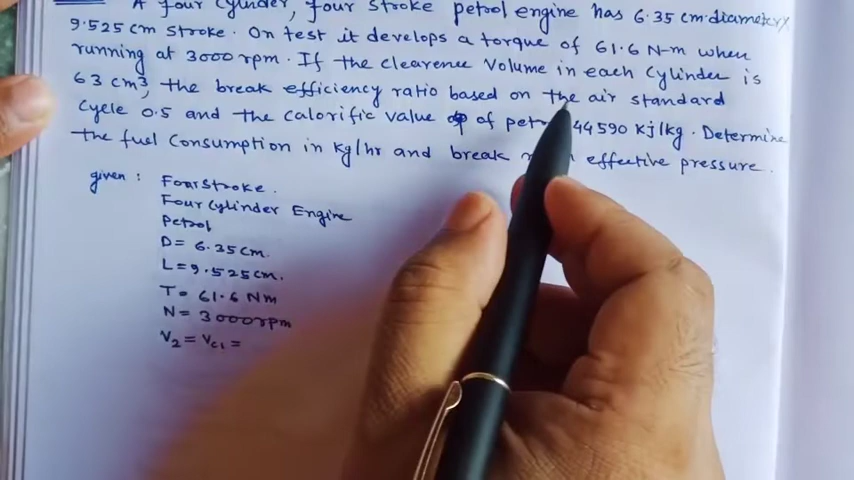 A four cylinder, four stroke petrol engine has 6.35 cm diameter,
9.525 cm stroke. On test it develops a torque of 61.6 N-m when
running at 3000 rpm. If the clearence volume in each cylinder is
63 cm³, the break efficiency ratio based on the air standard
cycle 0.5 and the calorific value of petrol 44590 kj/kg. Determine
the fuel consumption in kg/hr and break effective pressure.
given : Four stroke.
Four cylinder Engine
Petrol
D = 6.35 cm.
L = 9.525 cm.
T = 61.6 Nm
N = 3000 rpm
V₂ = Vc₁ =